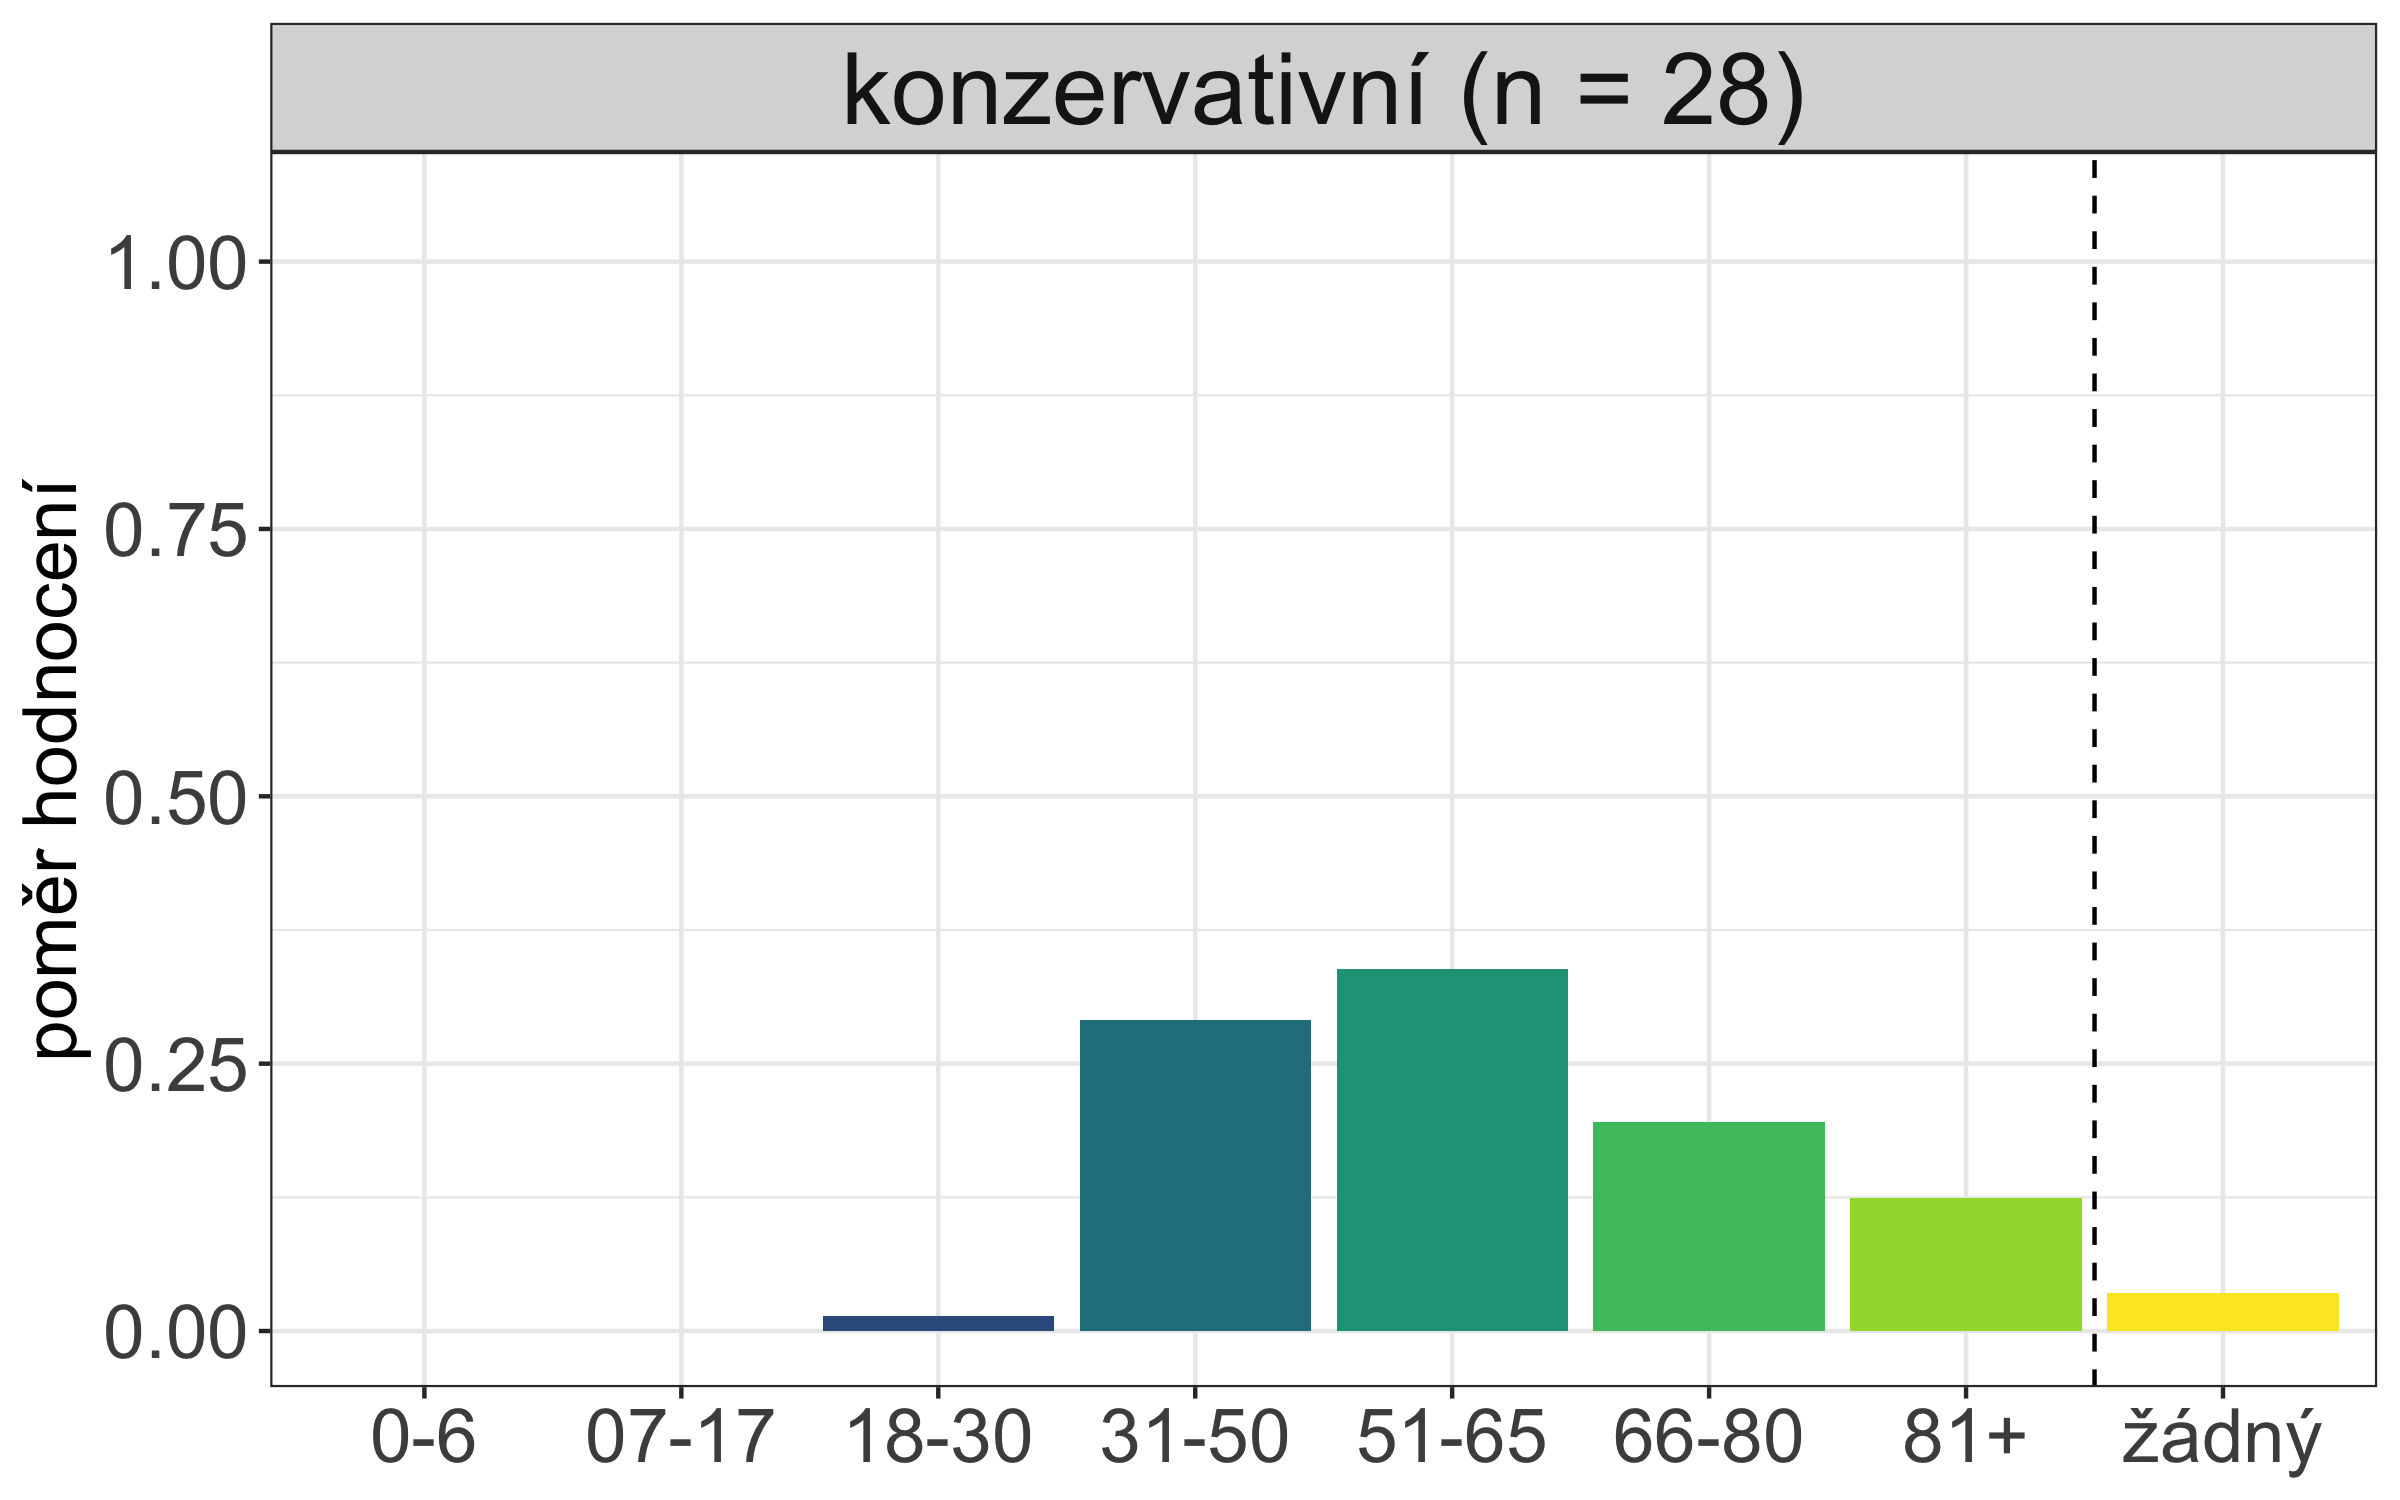 konzervativní (n = 28)
poměr hodnocení
1.00
0.75
0.50
0.25
0.00
0-6 07-17 18-30 31-50 51-65 66-80 81+ žádný